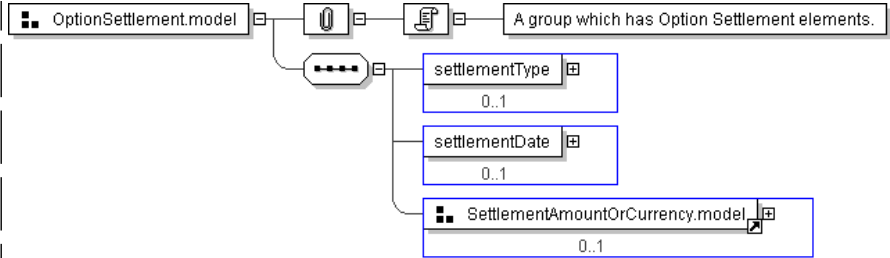 OptionSettlement.model
A group which has Option Settlement elements.
settlementType
0..1
settlementDate
0..1
SettlementAmountOrCurrency.model
0..1